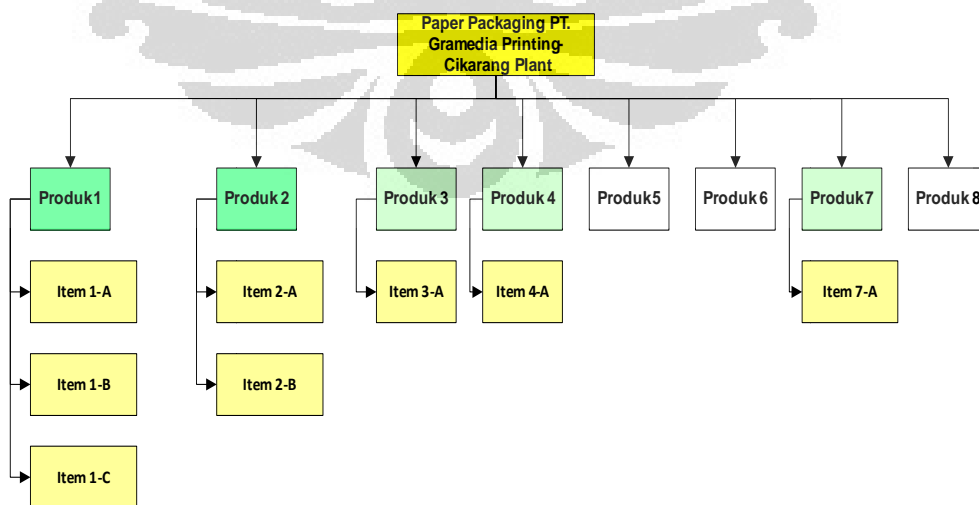 Paper Packaging PT.
Gramedia Printing-
Cikarang Plant
Produk1
Produk 2
Produk 3
Produk 4
Produk5
Produk 6
Produk7
Produk 8
Item 1-A
Item 2-A
Item 3-A
Item 4-A
Item 7-A
Item 1-B
Item 2-B
Item 1-C